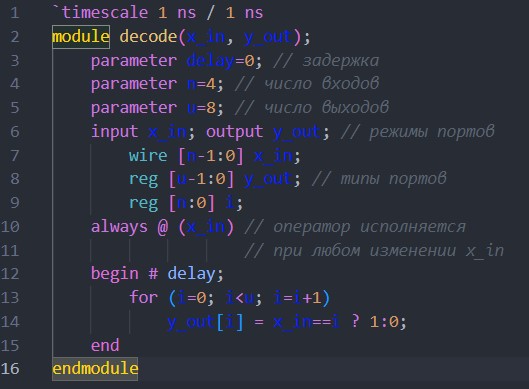 1 `timescale 1 ns / 1 ns
2 module decode(x_in, y_out);
3 parameter delay=0; // задержка
4 parameter n=4; // число входов
5 parameter u=8; // число выходов
6 input x_in; output y_out; // режимы портов
7 wire [n-1:0] x_in;
8 reg [u-1:0] y_out; // типы портов
9 reg [n:0] i;
10 always @ (x_in) // оператор исполняется
11 // при любом изменении x_in
12 begin # delay;
13 for (i=0; i<u; i=i+1)
14 y_out[i] = x_in==i ? 1:0;
15 end
16 endmodule